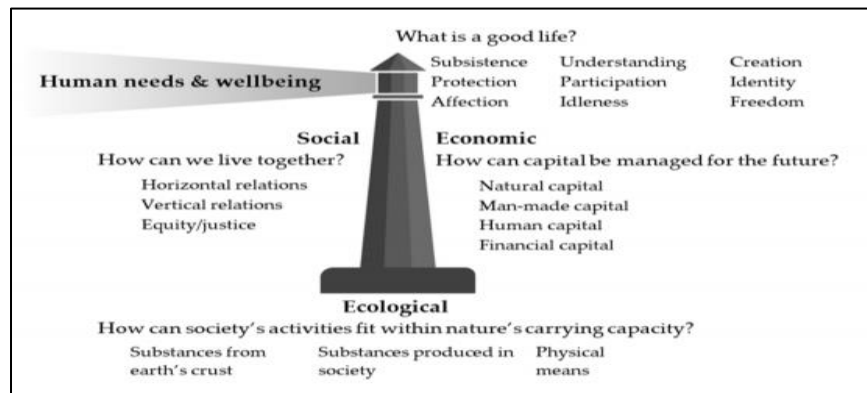 What is a good life?
Subsistence Understanding Creation
Human needs & wellbeing
Protection Participation Identity
Affection Idleness Freedom
Social Economic
How can we live together? How can capital be managed for the future?
Horizontal relations
Vertical relations
Equity/justice
Natural capital
Man-made capital
Human capital
Financial capital
Ecological
How can society's activities fit within nature's carrying capacity?
Substances from
earth's crust
Substances produced in
society
Physical
means